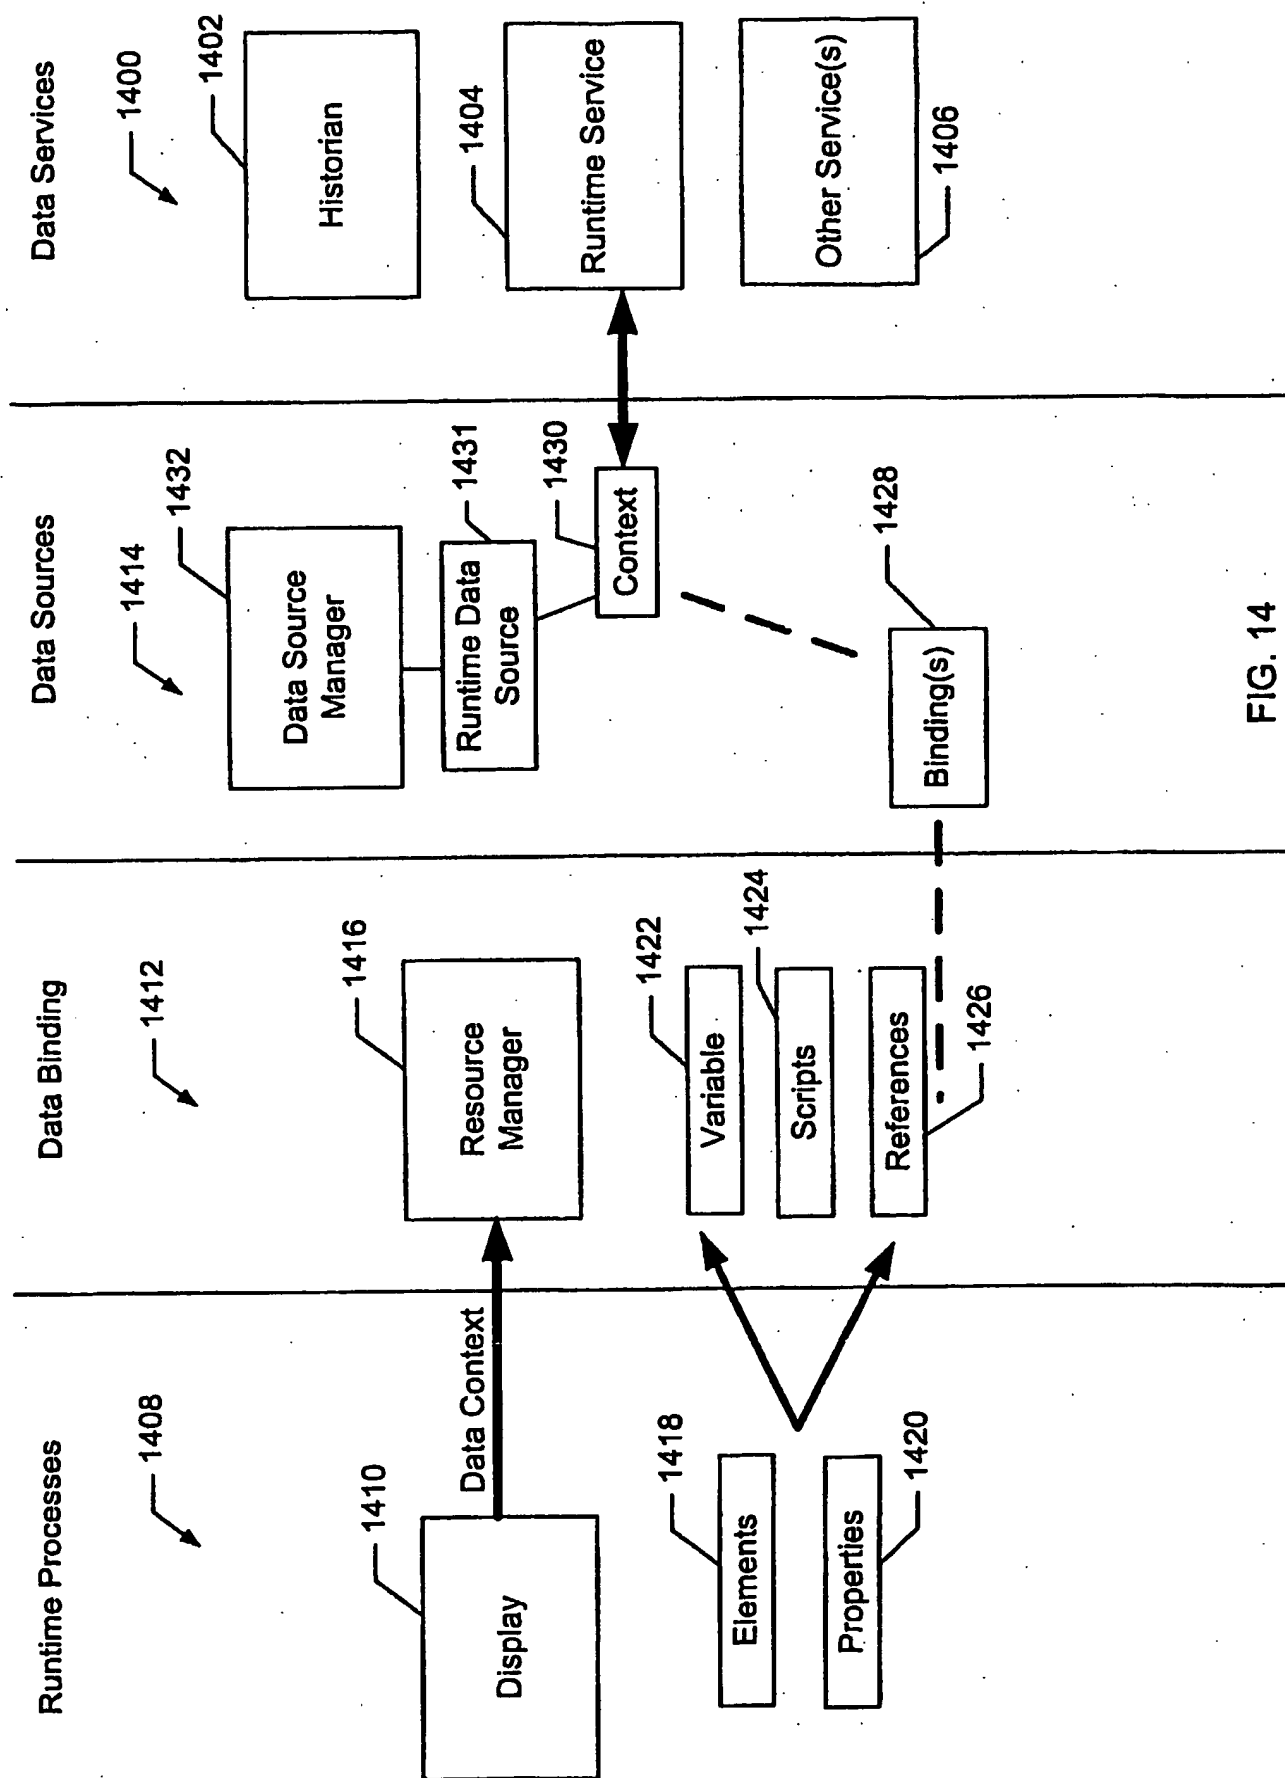 Runtime Processes
1408
1410
Display
Data Context
1418
Elements
Properties
1420
Data Binding
1412
1416
Resource
Manager
1422
Variable
1424
Scripts
References
1426
Data Sources
1414
1432
Data Source
Manager
1431
Runtime Data
Source
1430
Context
1428
Binding(s)
Data Services
1400
1402
Historian
1404
Runtime Service
Other Service(s)
1406
FIG. 14